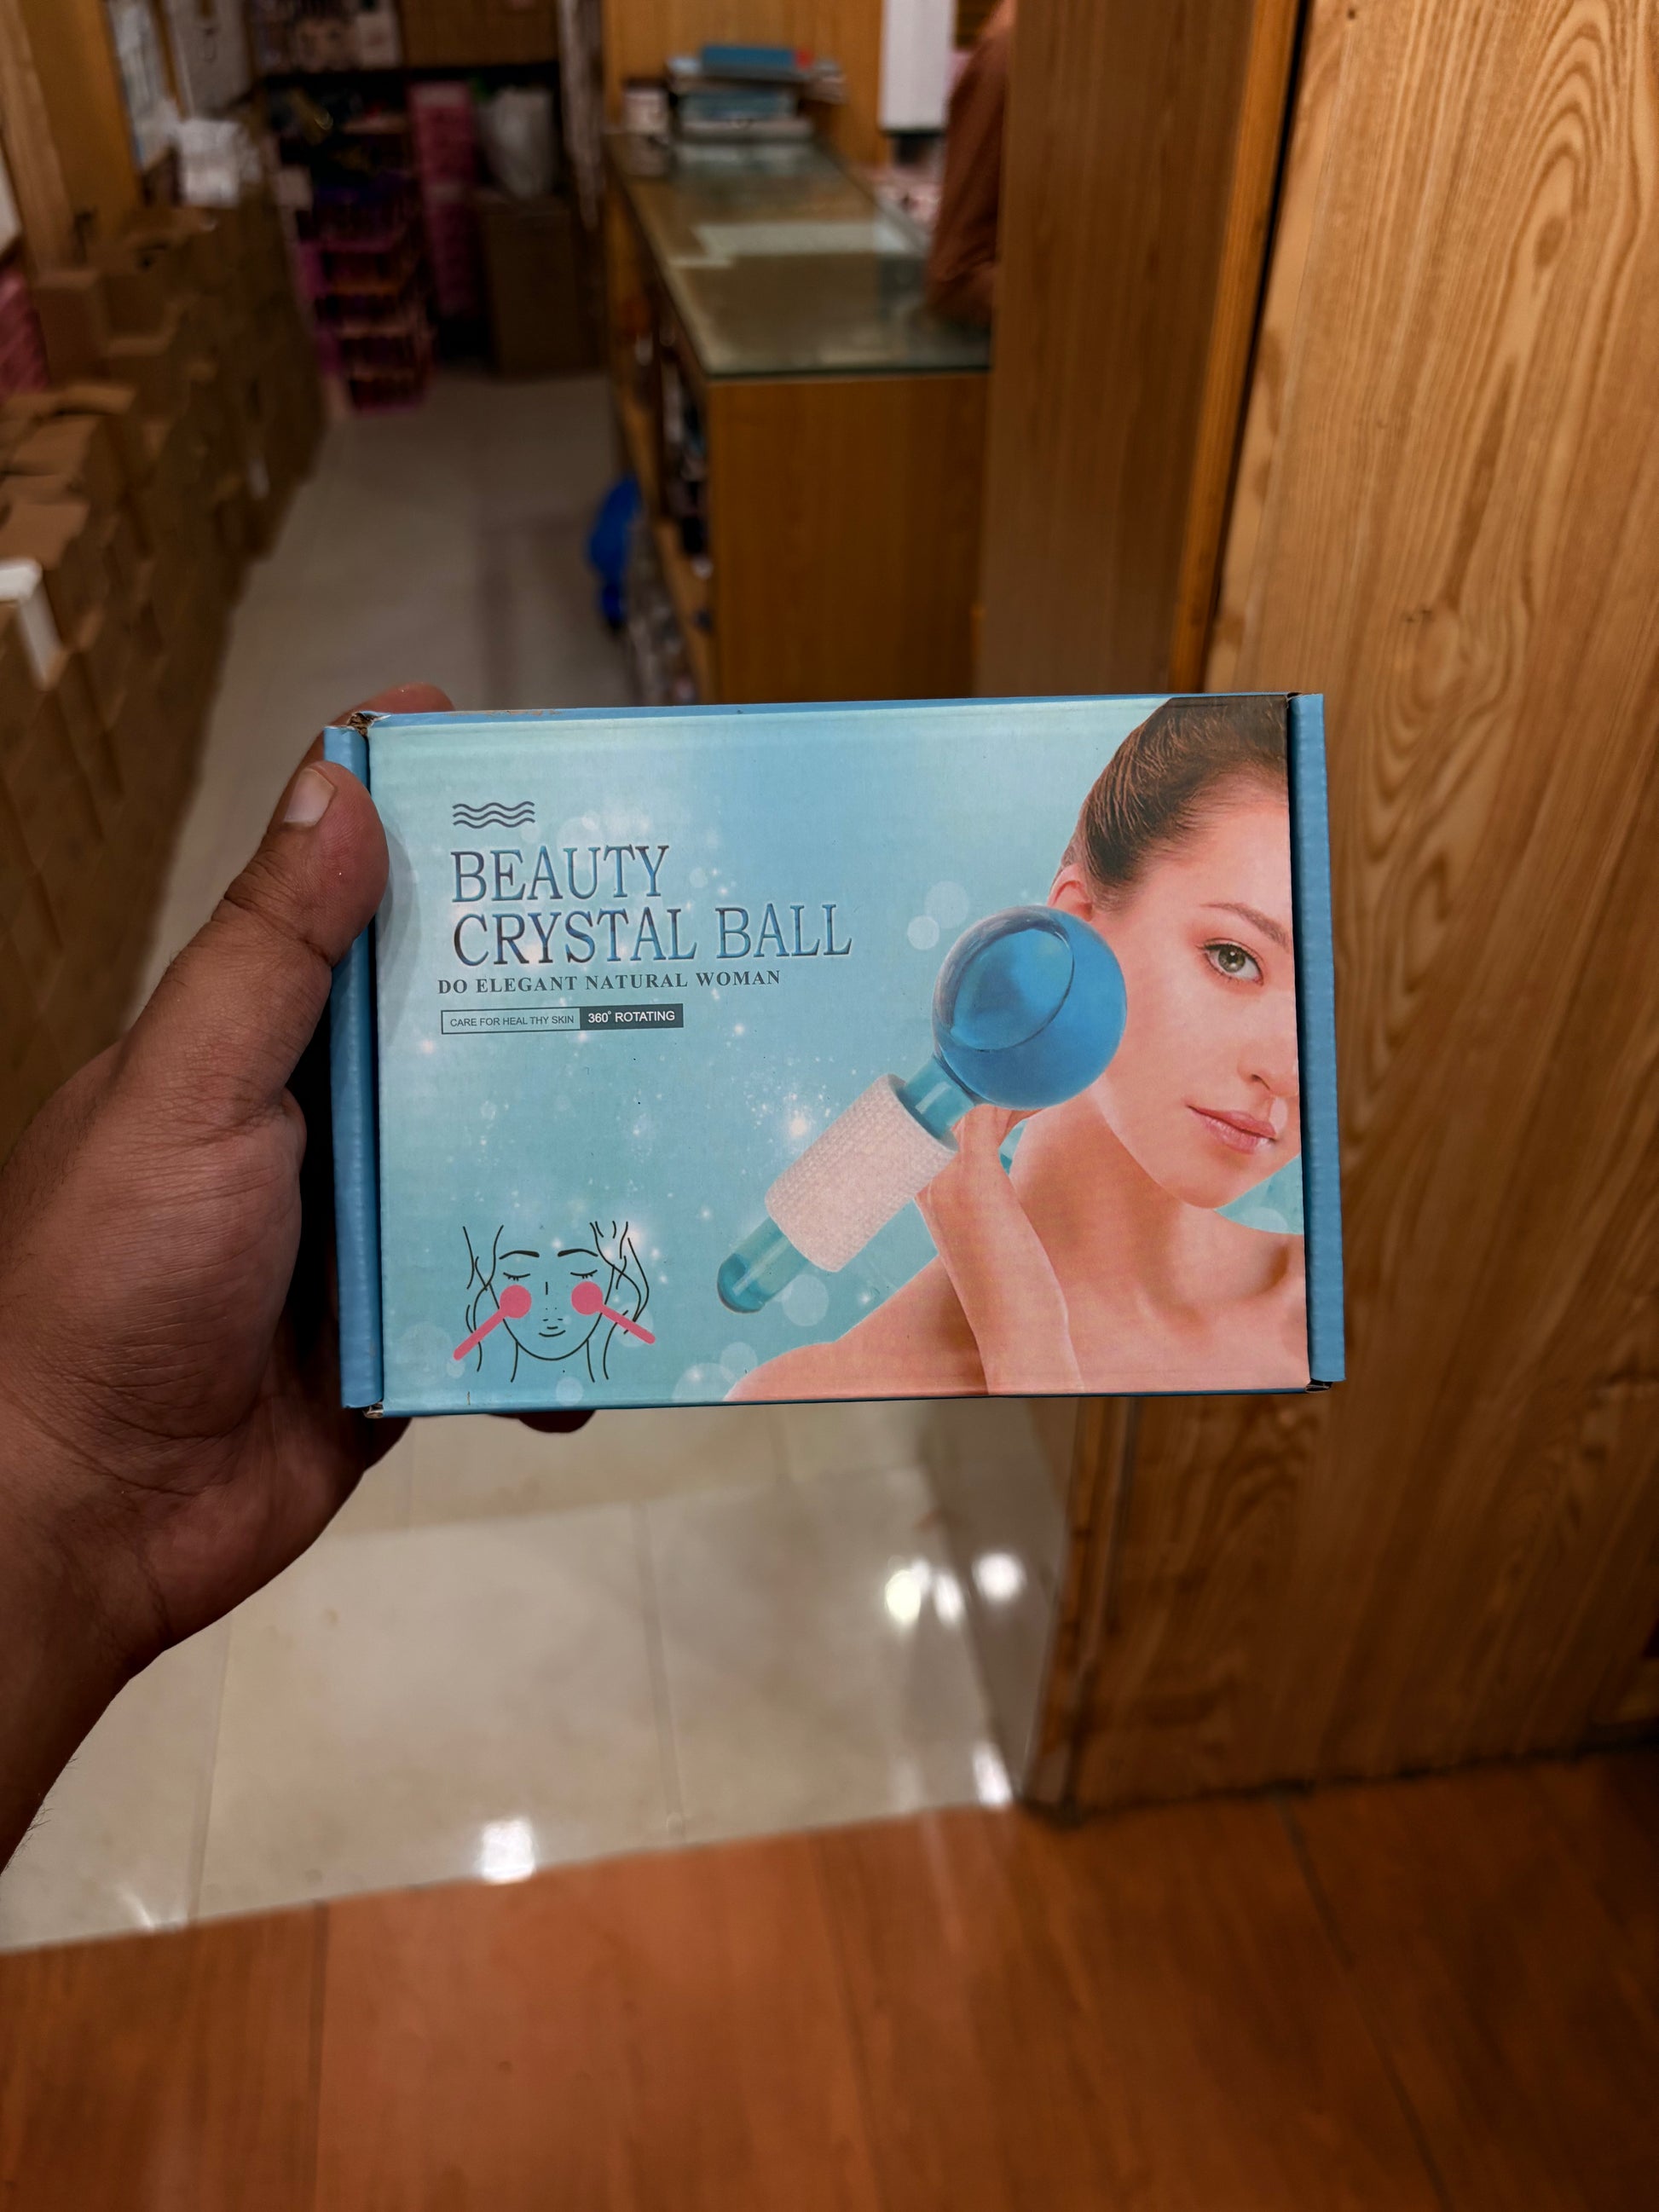 BEAUTY
CRYSTAL BALL
DO ELEGANT NATURAL WOMAN
CARE FOR HEAL THY SKIN 360° ROTATING